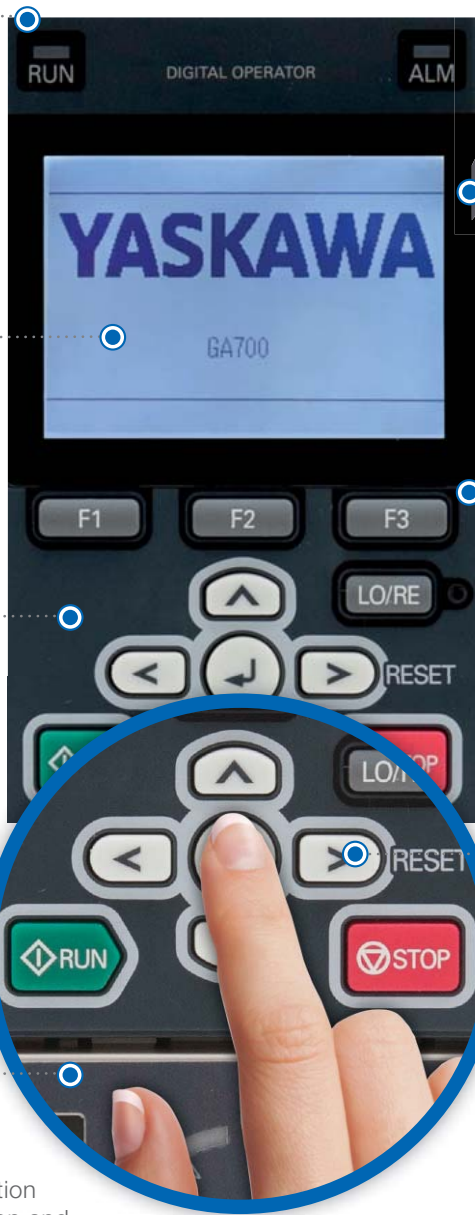 RUN DIGITAL OPERATOR ALM
YASKAWA
GA700
F1 F2 F3
LO/RE
RESET
RESET
RUN STOP